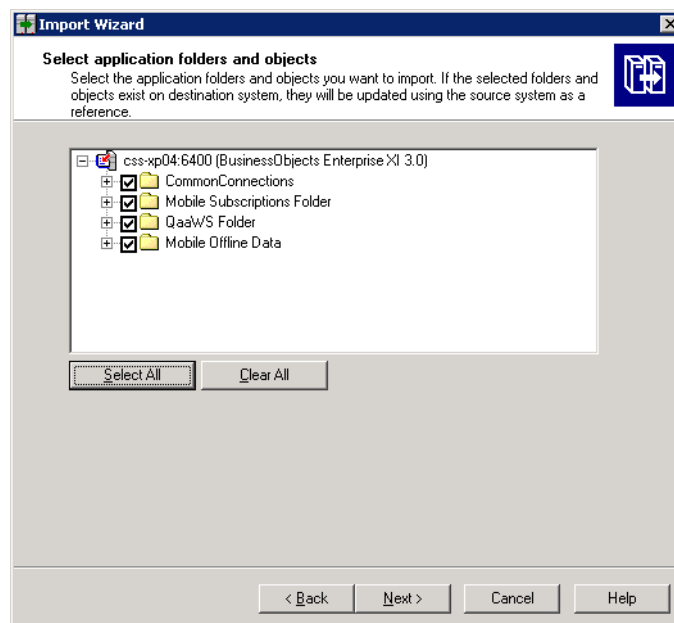 Import Wizard
Select application folders and objects
Select the application folders and objects you want to import. If the selected folders and
objects exist on destination system, they will be updated using the source system as a
reference.
css-xp04:6400 (BusinessObjects Enterprise XI 3.0)
CommonConnections
Mobile Subscriptions Folder
QaaWS Folder
Mobile Offline Data
Select All Clear All
< Back Next > Cancel Help